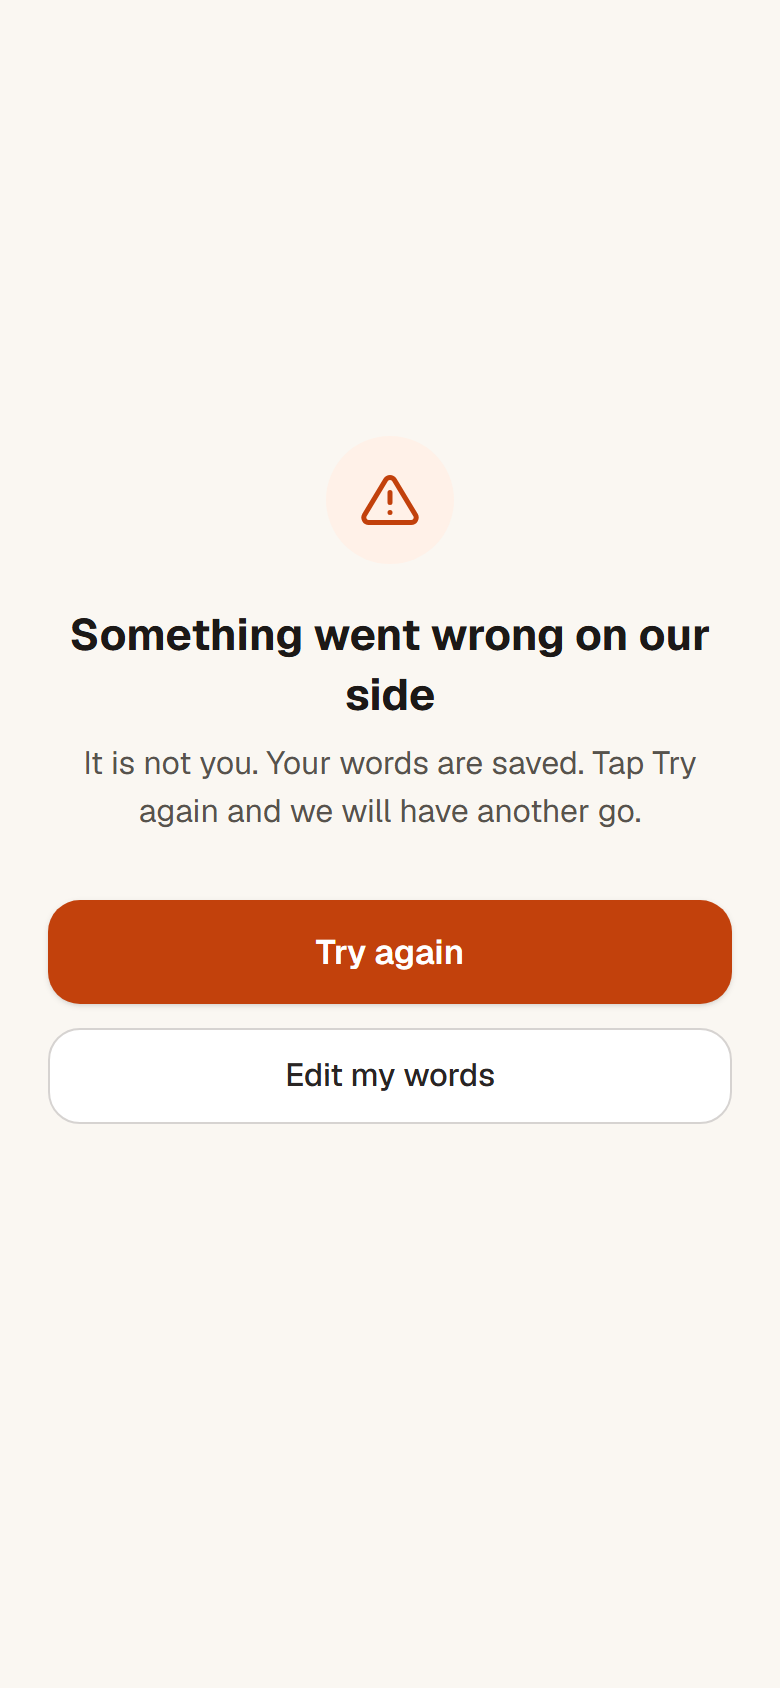 Something went wrong on our
side
It is not you. Your words are saved. Tap Try
again and we will have another go.
Try again
Edit my words